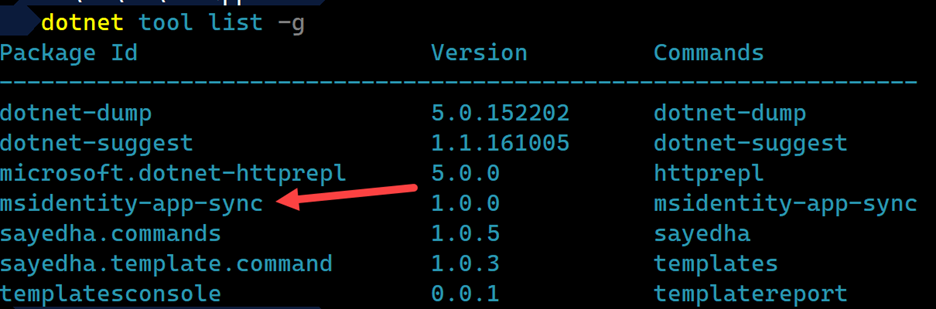 dotnet tool list -g
Package Id Version Commands
--------------------------------------------------------------------
dotnet-dump 5.0.152202 dotnet-dump
dotnet-suggest 1.1.161005 dotnet-suggest
microsoft.dotnet-httprepl 5.0.0 httprepl
msidentity-app-sync 1.0.0 msidentity-app-sync
sayedha.commands 1.0.5 sayedha
sayedha.template.command 1.0.3 templates
templatesconsole 0.0.1 templatereport